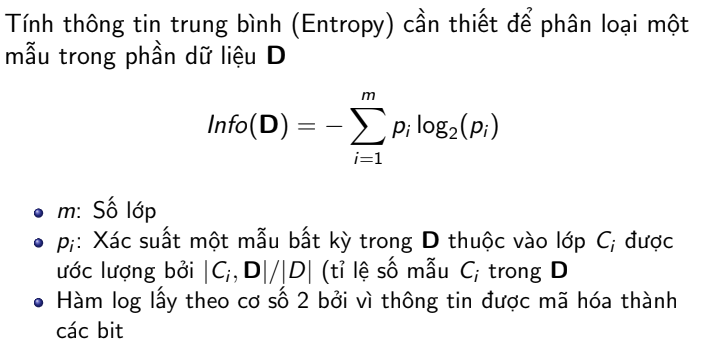 Tính thông tin trung bình (Entropy) cần thiết để phân loại một
mẫu trong phần dữ liệu D
Info(D) = − ∑_{i=1}^{m} p_i log_2(p_i)
m: Số lớp
p_i: Xác suất một mẫu bất kỳ trong D thuộc vào lớp C_i được
ước lượng bởi |C_i, D|/|D| (tỉ lệ số mẫu C_i trong D
Hàm log lấy theo cơ số 2 bởi vì thông tin được mã hóa thành
các bit